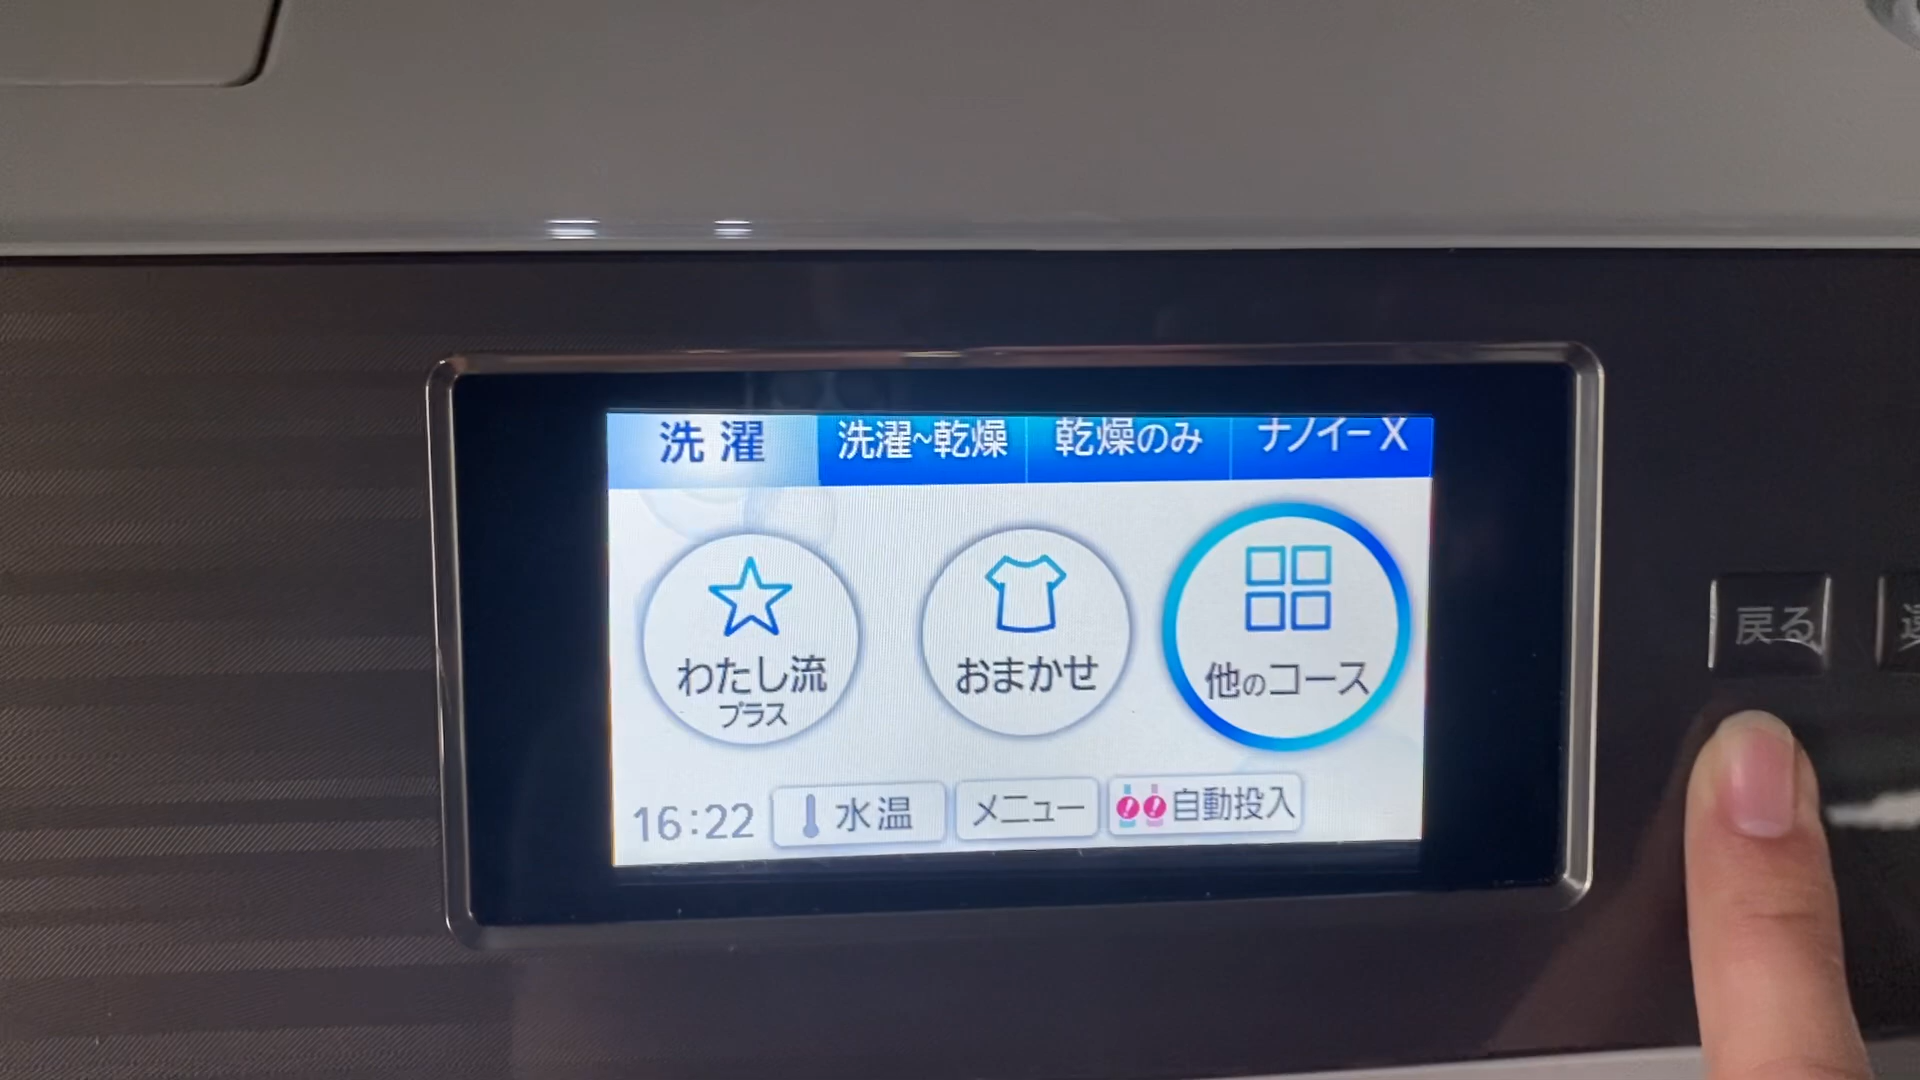 洗濯
洗濯~乾燥
乾燥のみ
ナノイーX
わたし流
プラス
おまかせ
他のコース
16:22
水温
メニュー
自動投入
戻る